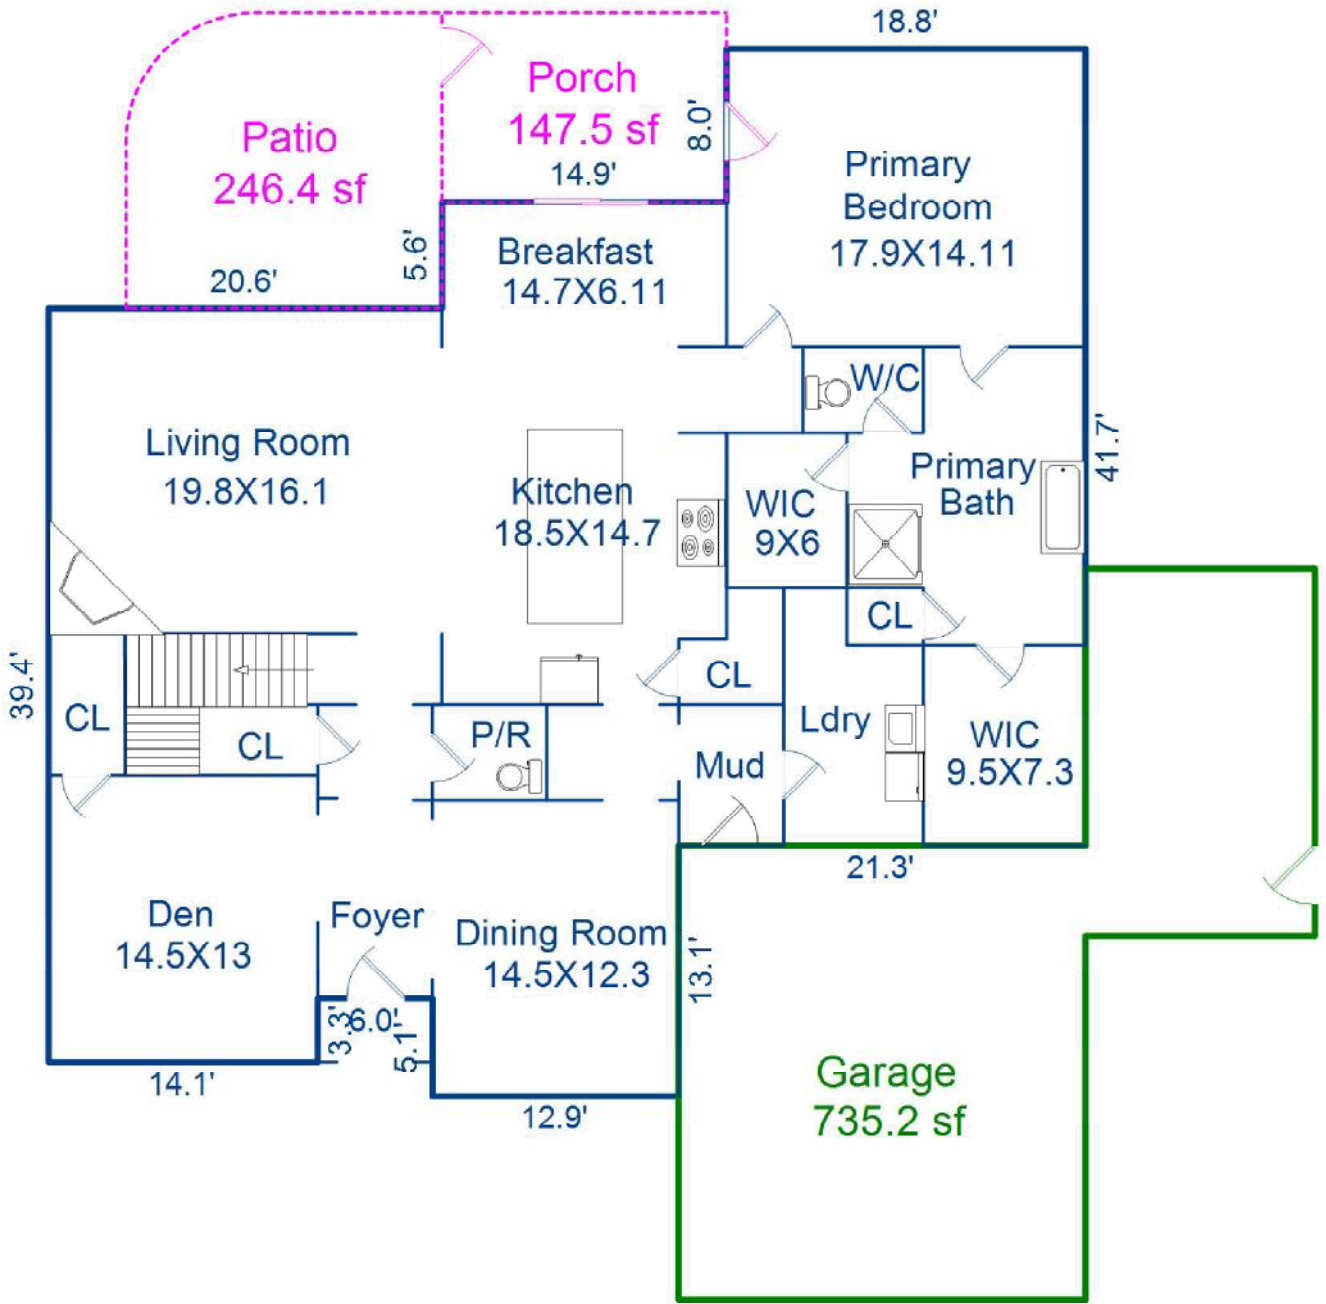 18.8'
Porch
147.5 sf
8.0'
14.9'
Patio
246.4 sf
5.6'
20.6'
Primary
Bedroom
17.9X14.11
Breakfast
14.7X6.11
W/C
Living Room
19.8X16.1
Kitchen
18.5X14.7
WIC
9X6
Primary
Bath
41.7'
CL
39.4'
CL
CL
CL
P/R
Mud
Ldry
WIC
9.5X7.3
21.3'
Den
14.5X13
Foyer
Dining Room
14.5X12.3
13.1'
3.3'
6.0'
5.1'
14.1'
12.9'
Garage
735.2 sf